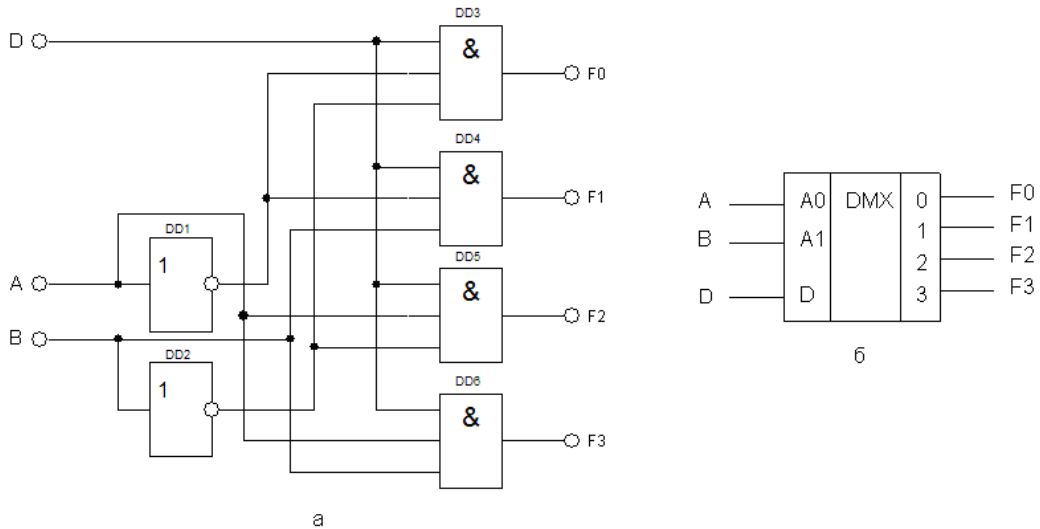 DD3
D
&
F0
DD4
&
F1
DD1
1
A
DD5
&
F2
B
DD2
1
DD6
&
F3
а
A A0 DMX 0 F0
B A1 1 F1
2 F2
D D 3 F3
б